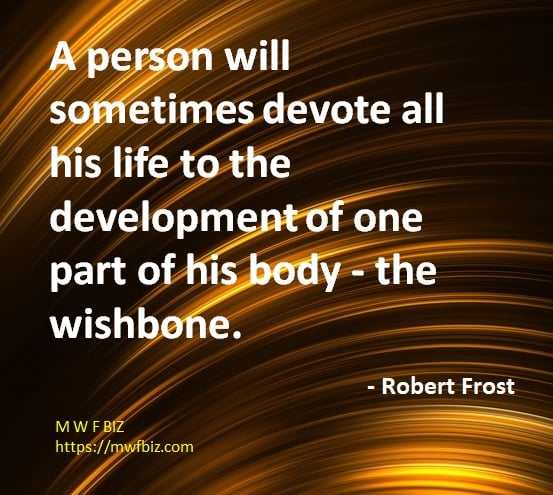 A person will
sometimes devote all
his life to the
development of one
part of his body - the
wishbone.
- Robert Frost
M W F BIZ
https://mwfbiz.com